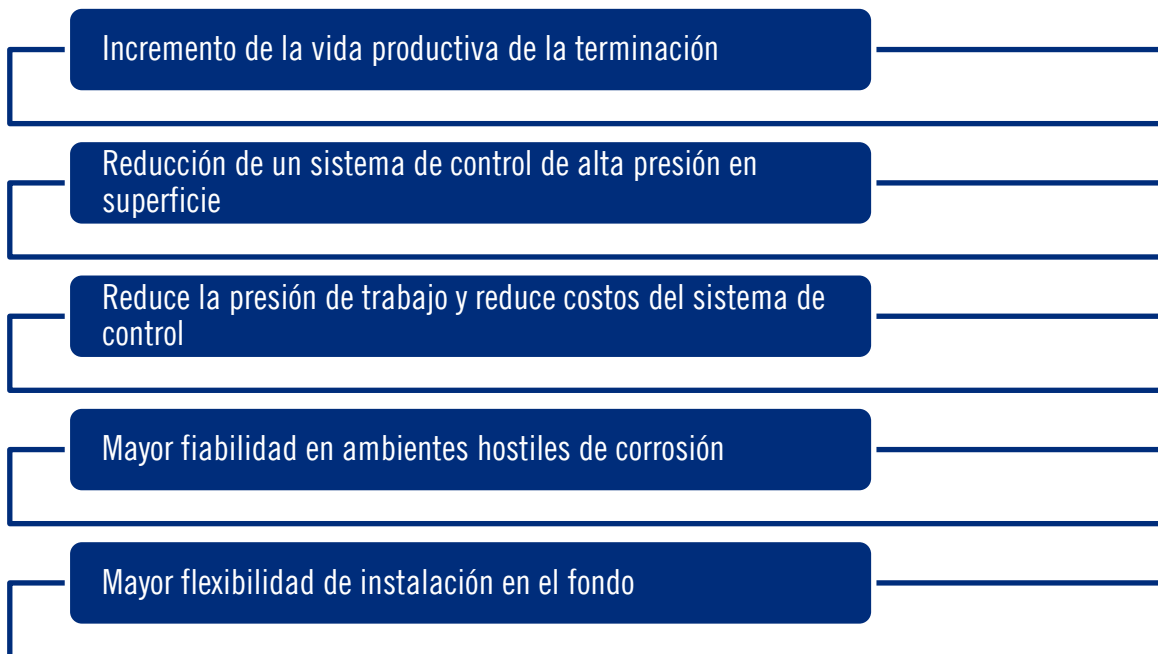 Incremento de la vida productiva de la terminación
Reducción de un sistema de control de alta presión en
superficie
Reduce la presión de trabajo y reduce costos del sistema de
control
Mayor fiabilidad en ambientes hostiles de corrosión
Mayor flexibilidad de instalación en el fondo